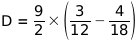 D = 9/2 × (3/12 − 4/18)